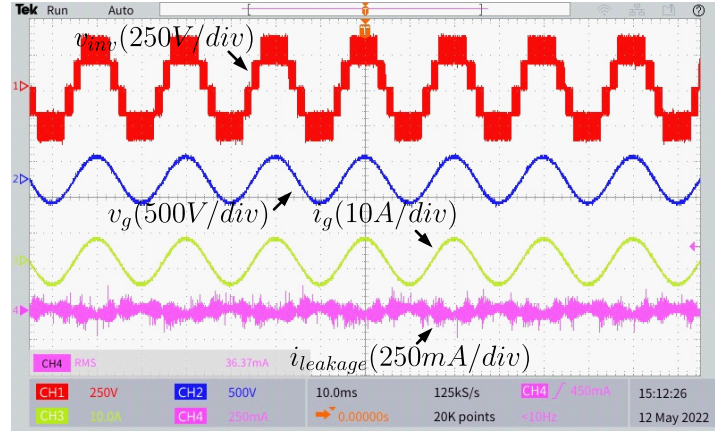 Tek Run Auto
T
T
v_inv(250V/div)
1
2
v_g(500V/div) i_g(10A/div)
3
4
i_leakage(250mA/div)
CH4 RMS 36.37mA
CH1 250V CH2 500V 10.0ms 125kS/s CH4 450mA 15:12:26
CH3 10.0A CH4 250mA 0.00000s 20K points <10Hz 12 May 2022